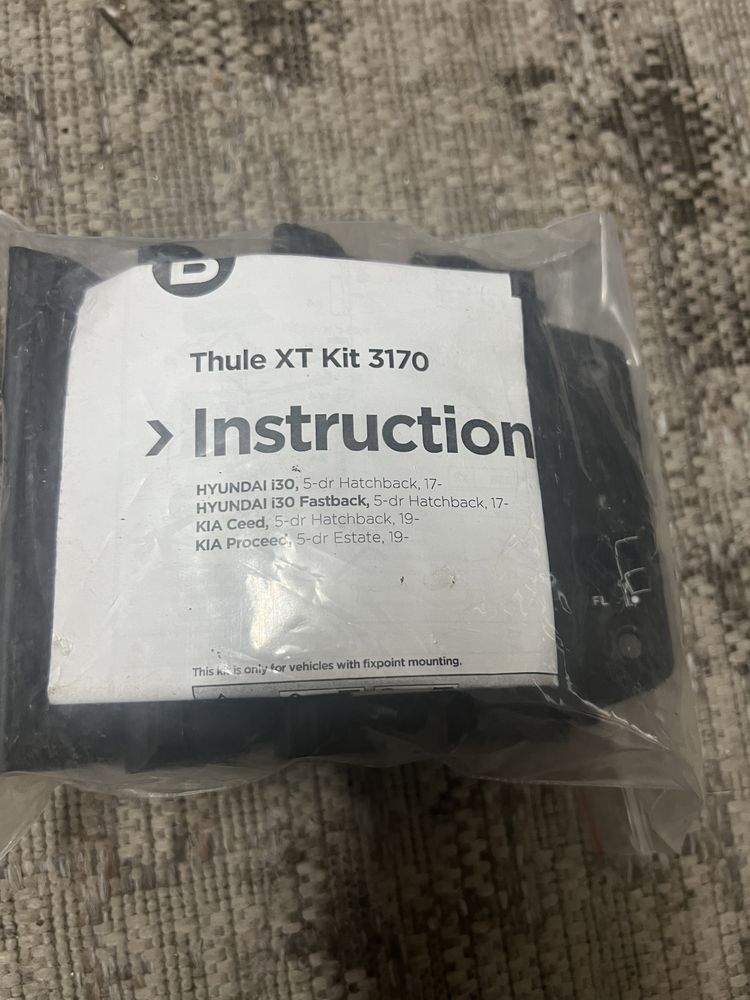 B
Thule XT Kit 3170
› Instruction
HYUNDAI i30, 5-dr Hatchback, 17-
HYUNDAI i30 Fastback, 5-dr Hatchback, 17-
KIA Ceed, 5-dr Hatchback, 19-
KIA Proceed, 5-dr Estate, 19-
FL
This kit is only for vehicles with fixpoint mounting.